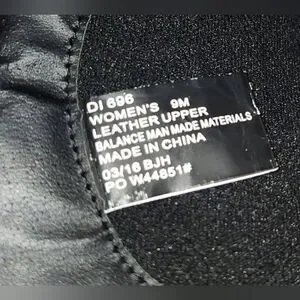 DI 696
WOMEN'S 9M
LEATHER UPPER
BALANCE MAN MADE MATERIALS
MADE IN CHINA
03/16 BJH
PO W44851#